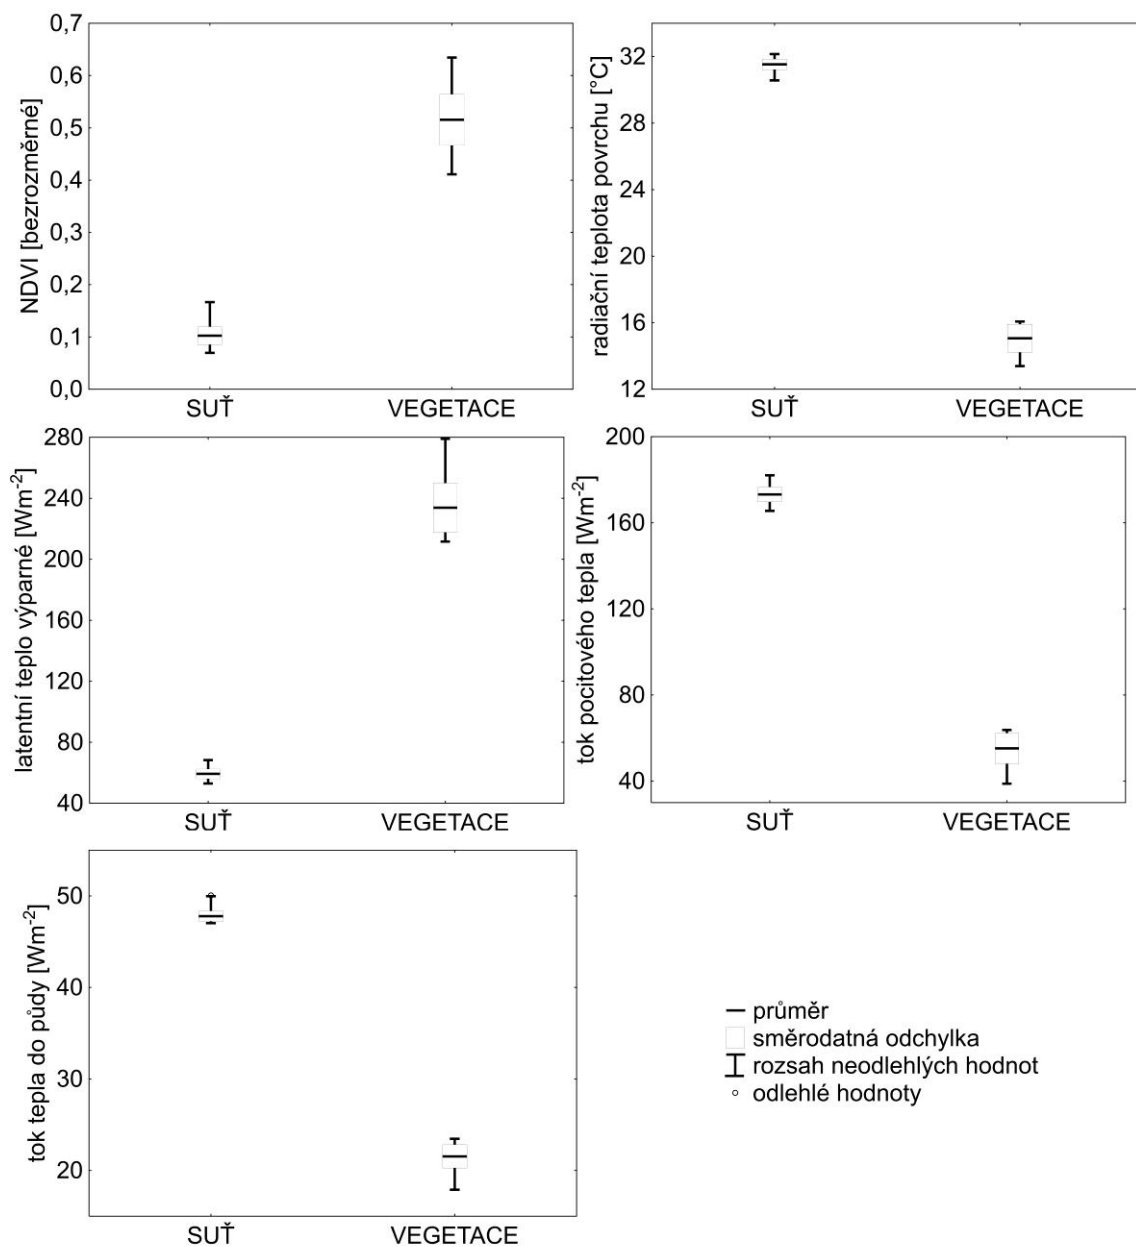 NDVI [bezrozměrné]
0,7
0,6
0,5
0,4
0,3
0,2
0,1
0,0
SUŤ VEGETACE
radiační teplota povrchu [°C]
32
28
24
20
16
12
SUŤ VEGETACE
latentní teplo výparné [Wm⁻²]
280
240
200
160
120
80
40
SUŤ VEGETACE
tok pocitového tepla [Wm⁻²]
200
160
120
80
40
SUŤ VEGETACE
tok tepla do půdy [Wm⁻²]
50
40
30
20
SUŤ VEGETACE
průměr
směrodatná odchylka
rozsah neodlehlých hodnot
odlehlé hodnoty